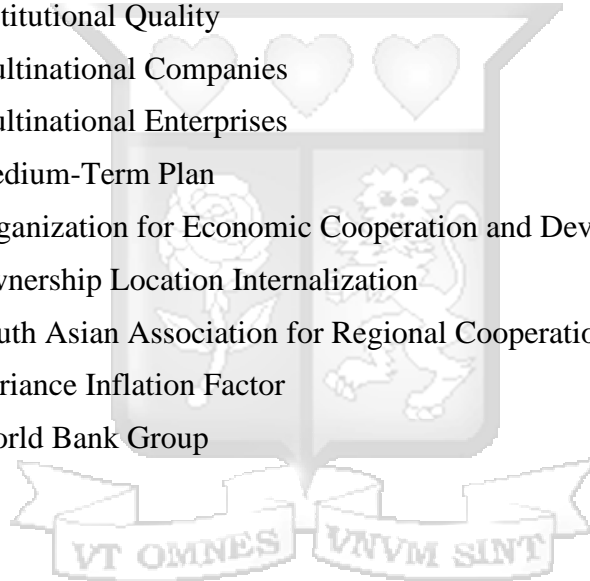 titutional Quality
ultinational Companies
ultinational Enterprises
edium-Term Plan
ganization for Economic Cooperation and Dev
wnership Location Internalization
uth Asian Association for Regional Cooperatio
riance Inflation Factor
orld Bank Group
VT OMNES VNVM SINT